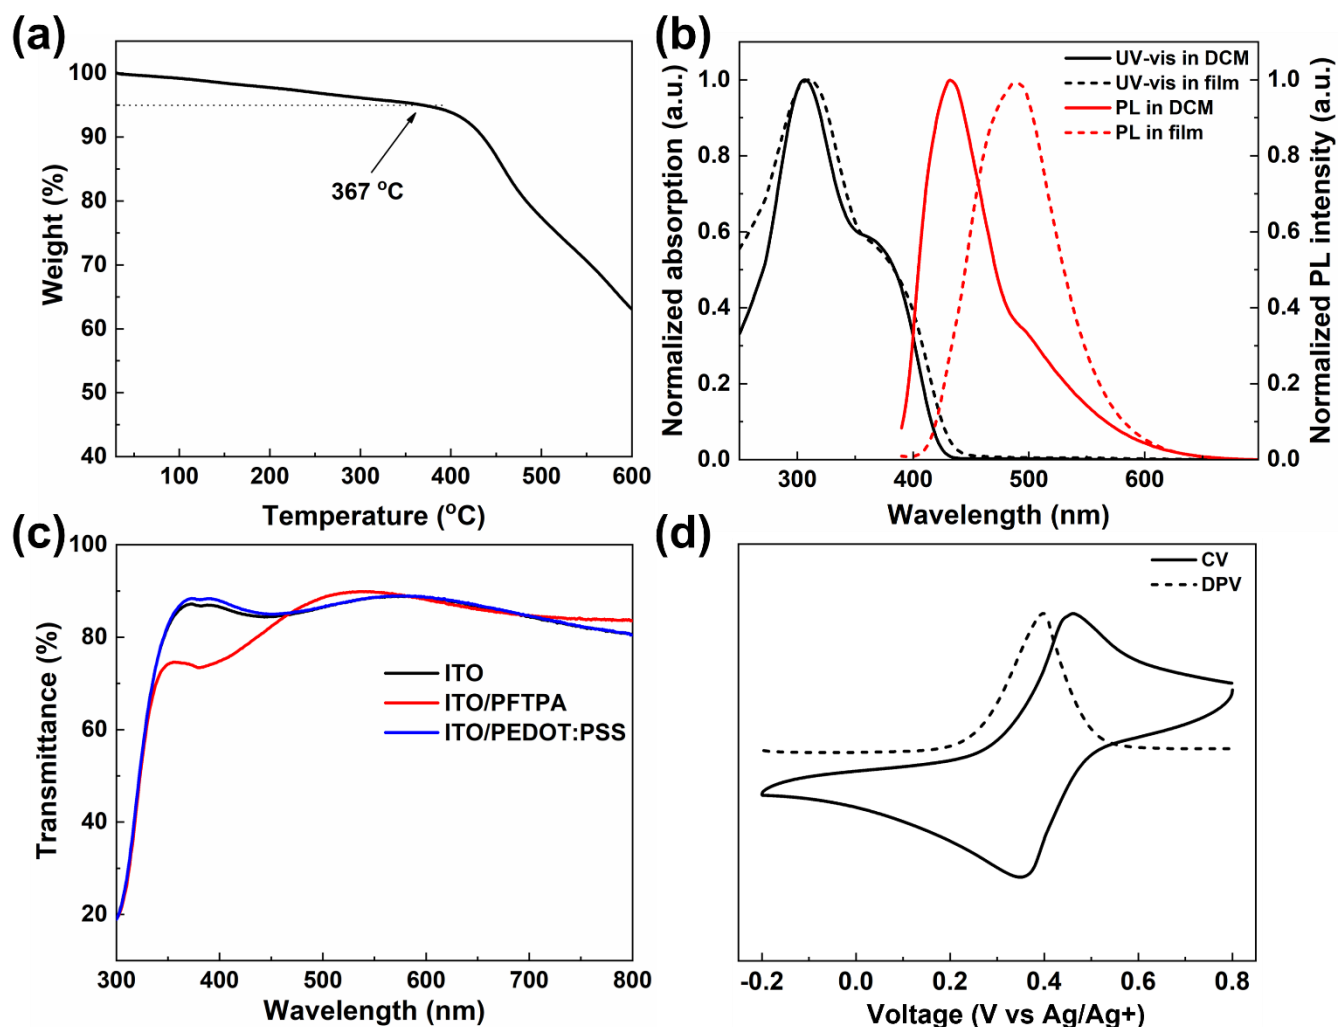 (a)
100
90
80
70
60
50
40
Weight (%)
367 °C
100
200
300
400
500
600
Temperature (°C)
(b)
UV-vis in DCM
UV-vis in film
PL in DCM
PL in film
1.0
0.8
0.6
0.4
0.2
0.0
Normalized absorption (a.u.)
1.0
0.8
0.6
0.4
0.2
0.0
Normalized PL intensity (a.u.)
300
400
500
600
Wavelength (nm)
(c)
100
80
60
40
20
Transmittance (%)
ITO
ITO/PFTPA
ITO/PEDOT:PSS
300
400
500
600
700
800
Wavelength (nm)
(d)
CV
DPV
-0.2
0.0
0.2
0.4
0.6
0.8
Voltage (V vs Ag/Ag+)